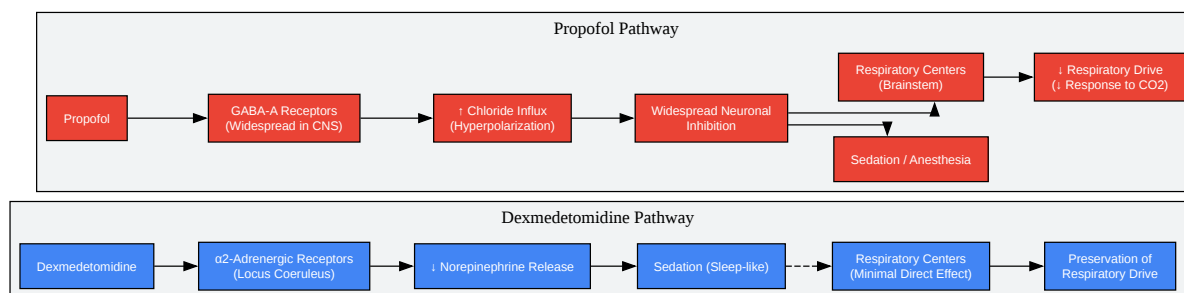 Propofol Pathway
Propofol
GABA-A Receptors
(Widespread in CNS)
↑ Chloride Influx
(Hyperpolarization)
Widespread Neuronal
Inhibition
Respiratory Centers
(Brainstem)
↓ Respiratory Drive
(↓ Response to CO2)
Sedation / Anesthesia
Dexmedetomidine Pathway
Dexmedetomidine
α2-Adrenergic Receptors
(Locus Coeruleus)
↓ Norepinephrine Release
Sedation (Sleep-like)
Respiratory Centers
(Minimal Direct Effect)
Preservation of
Respiratory Drive